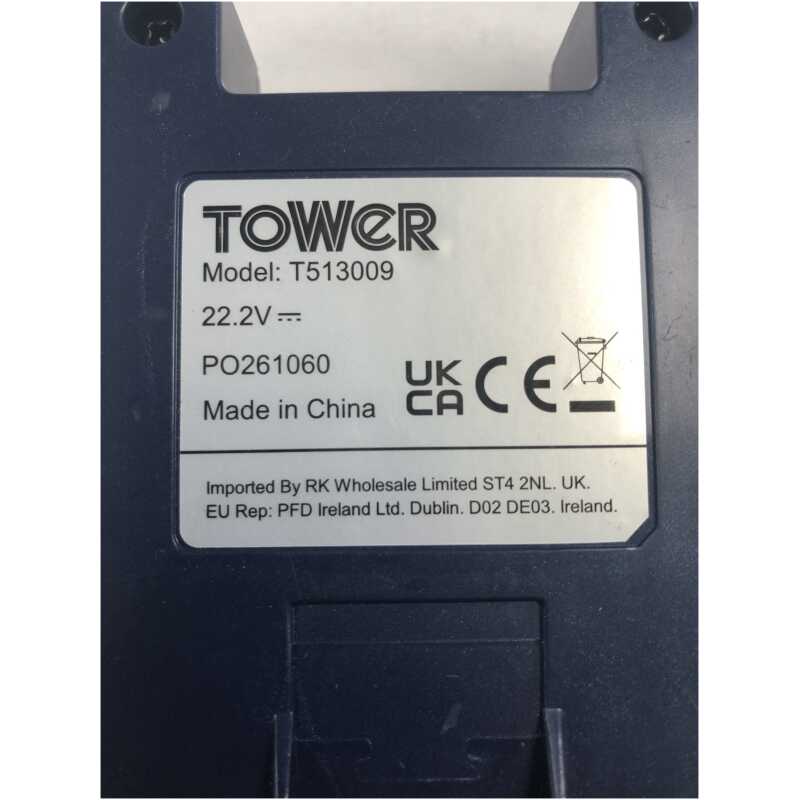 TOWER
Model: T513009
22.2V ⎓
PO261060
UK
CA CE
Made in China
Imported By RK Wholesale Limited ST4 2NL. UK.
EU Rep: PFD Ireland Ltd. Dublin. D02 DE03. Ireland.